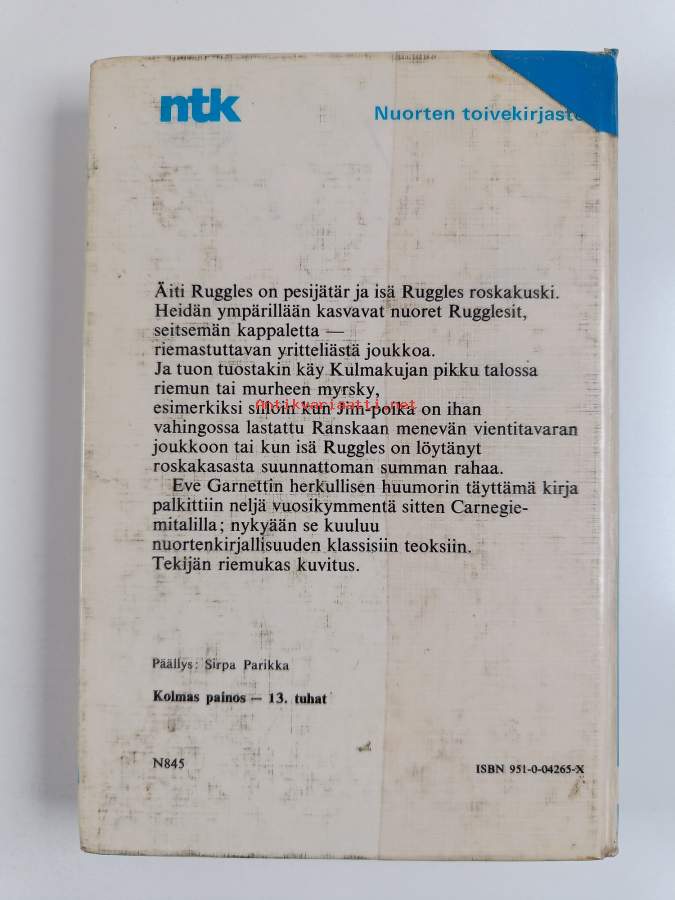 ntk
Nuorten toivekirjasto
Äiti Ruggles on pesijätär ja isä Ruggles roskakuski.
Heidän ympärillään kasvavat nuoret Rugglesit,
seitsemän kappaletta —
riemastuttavan yritteliästä joukkoa.
Ja tuon tuostakin käy Kulmakujan pikku talossa
riemun tai murheen myrsky,
Antikvariaatti.net
esimerkiksi silloin kun Jim-poika on ihan
vahingossa lastattu Ranskaan menevän vientitavaran
joukkoon tai kun isä Ruggles on löytänyt
roskakasasta suunnattoman summan rahaa.
Eve Garnettin herkullisen huumorin täyttämä kirja
palkittiin neljä vuosikymmentä sitten Carnegie-
mitalilla; nykyään se kuuluu
nuortenkirjallisuuden klassisiin teoksiin.
Tekijän riemukas kuvitus.
Päällys: Sirpa Parikka
Kolmas painos — 13. tuhat
N845
ISBN 951-0-04265-X